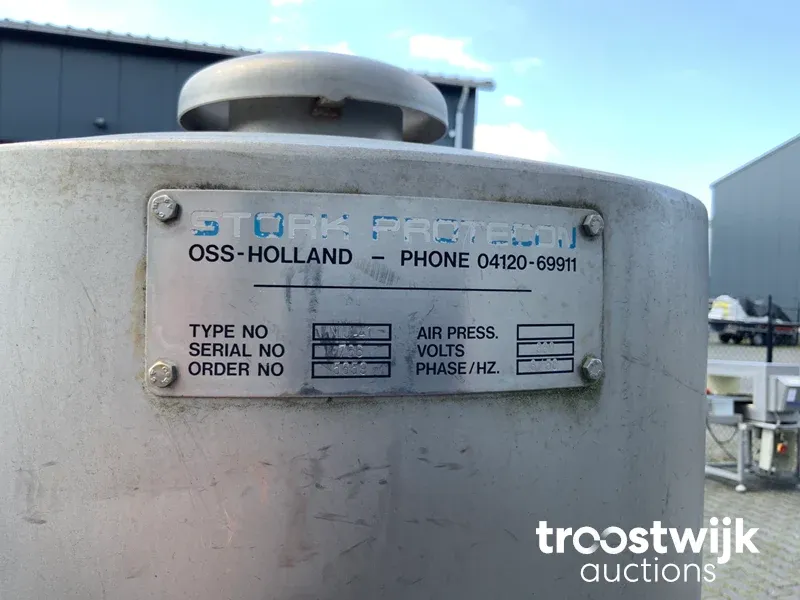 STORK PROTECON
OSS-HOLLAND - PHONE 04120-69911
TYPE NO
AIR PRESS.
SERIAL NO
VOLTS
ORDER NO
PHASE/HZ.
troostwijk
auctions